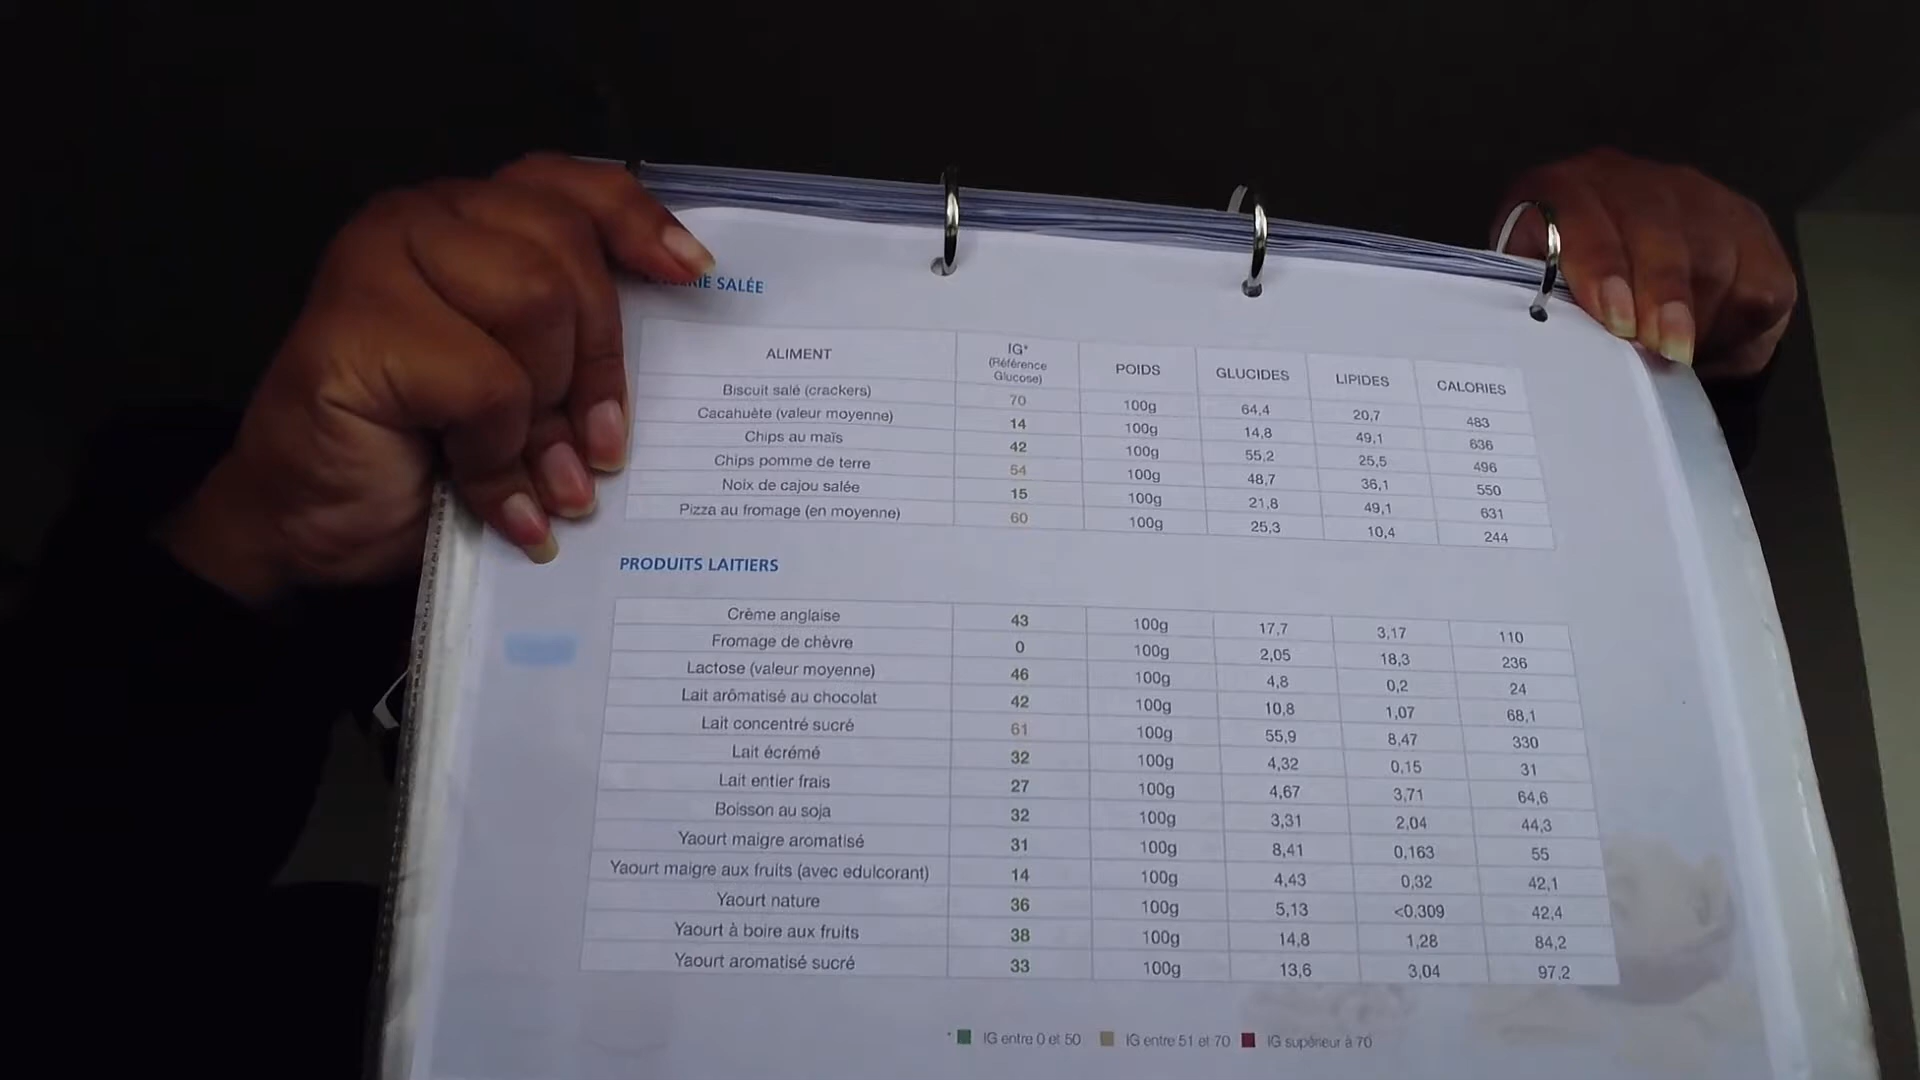 SALÉE
ALIMENT IG* (Référence Glucose) POIDS GLUCIDES LIPIDES CALORIES
Biscuit salé (crackers) 70 100g 64,4 20,7 483
Cacahuète (valeur moyenne) 14 100g 14,8 49,1 636
Chips au maïs 42 100g 55,2 25,5 496
Chips pomme de terre 54 100g 48,7 36,1 550
Noix de cajou salée 15 100g 21,8 49,1 631
Pizza au fromage (en moyenne) 60 100g 25,3 10,4 244
PRODUITS LAITIERS
Crème anglaise 43 100g 17,7 3,17 110
Fromage de chèvre 0 100g 2,05 18,3 236
Lactose (valeur moyenne) 46 100g 4,8 0,2 24
Lait arômatisé au chocolat 42 100g 10,8 1,07 68,1
Lait concentré sucré 61 100g 55,9 8,47 330
Lait écrémé 32 100g 4,32 0,15 31
Lait entier frais 27 100g 4,67 3,71 64,6
Boisson au soja 32 100g 3,31 2,04 44,3
Yaourt maigre aromatisé 31 100g 8,41 0,163 55
Yaourt maigre aux fruits (avec edulcorant) 14 100g 4,43 0,32 42,1
Yaourt nature 36 100g 5,13 <0,309 42,4
Yaourt à boire aux fruits 38 100g 14,8 1,28 84,2
Yaourt aromatisé sucré 33 100g 13,6 3,04 97,2
* IG entre 0 et 50 IG entre 51 et 70 IG supérieur à 70